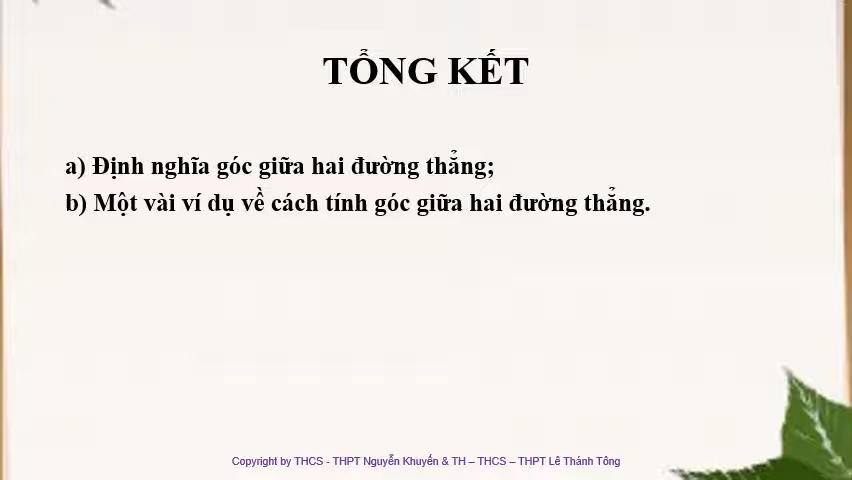 TỔNG KẾT
a) Định nghĩa góc giữa hai đường thẳng;
b) Một vài ví dụ về cách tính góc giữa hai đường thẳng.
Copyright by THCS - THPT Nguyễn Khuyến & TH – THCS – THPT Lê Thánh Tông